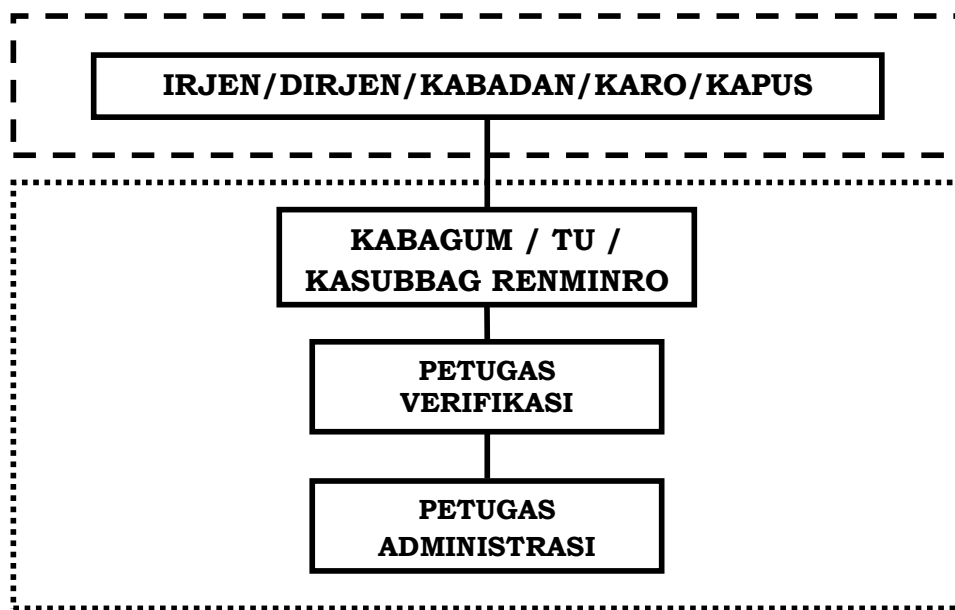 IRJEN/DIRJEN/KABADAN/KARO/KAPUS
KABAGUM / TU /
KASUBBAG RENMINRO
PETUGAS
VERIFIKASI
PETUGAS
ADMINISTRASI